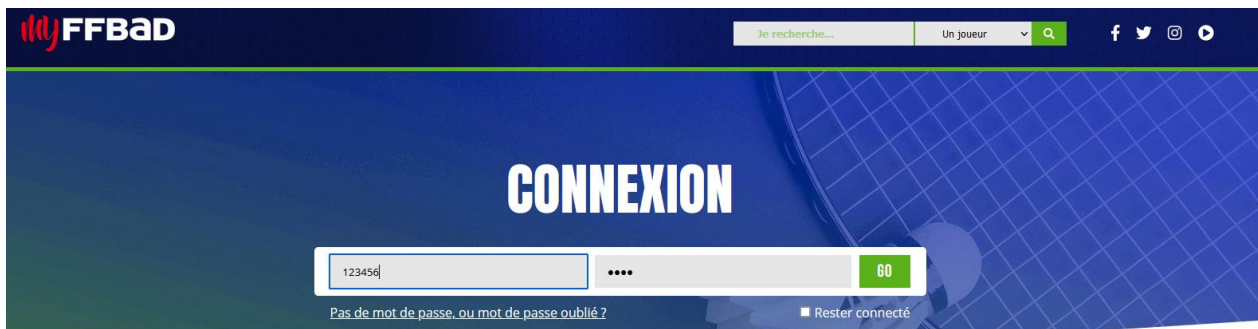 MyFFBaD
Je recherche... Un joueur
CONNEXION
123456 •••• GO
Pas de mot de passe, ou mot de passe oublié ? Rester connecté